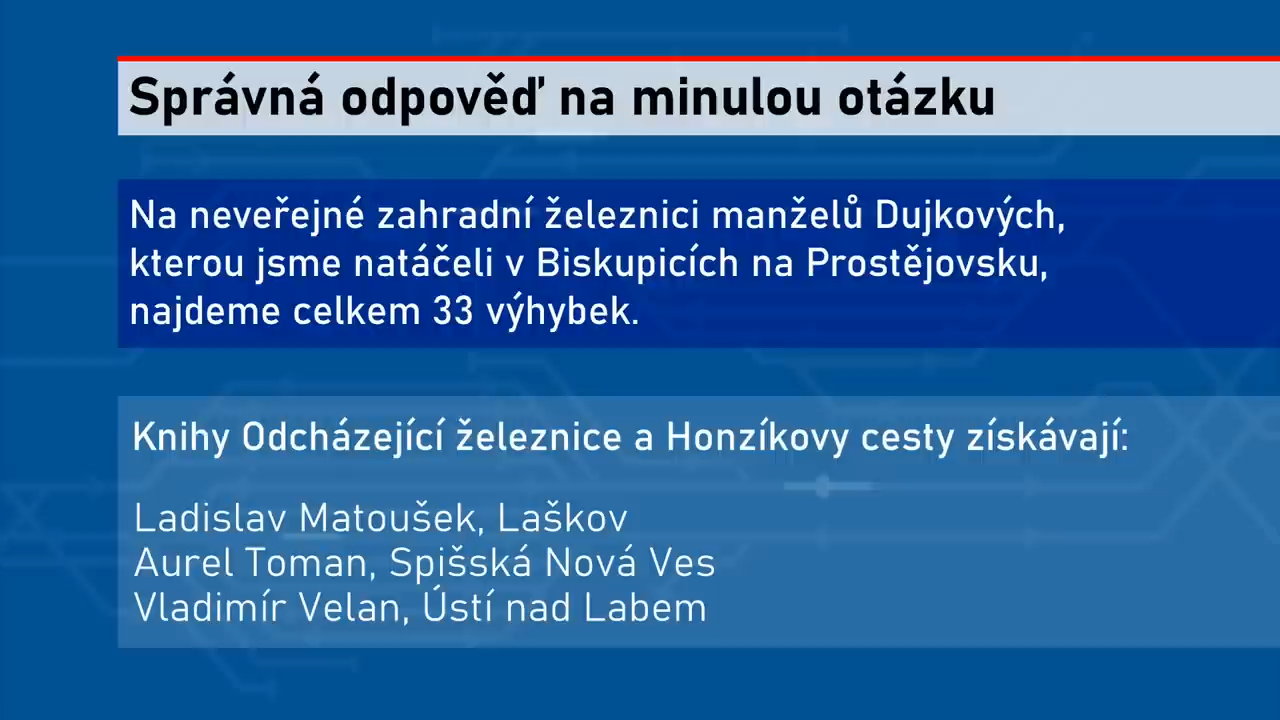 Správná odpověď na minulou otázku
Na neveřejné zahradní železnici manželů Dujkových,
kterou jsme natáčeli v Biskupicích na Prostějovsku,
najdeme celkem 33 výhybek.
Knihy Odcházející železnice a Honzíkovy cesty získávají:
Ladislav Matoušek, Laškov
Aurel Toman, Spišská Nová Ves
Vladimír Velan, Ústí nad Labem